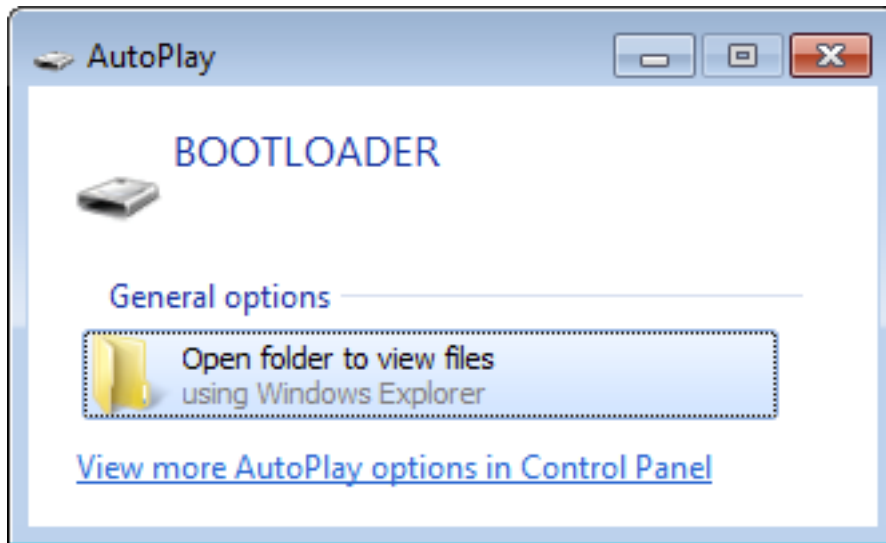 AutoPlay
BOOTLOADER
General options
Open folder to view files
using Windows Explorer
View more AutoPlay options in Control Panel